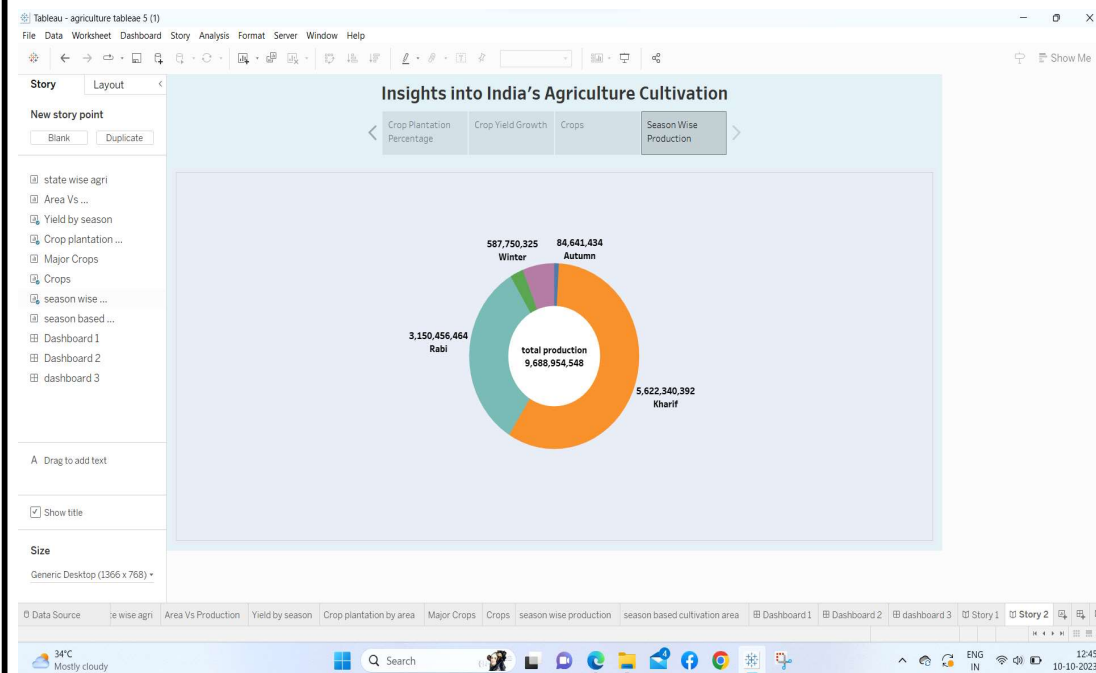 Tableau - agriculture tableae 5 (1)
File Data Worksheet Dashboard Story Analysis Format Server Window Help
Show Me
Story Layout
New story point
Blank Duplicate
state wise agri
Area Vs ...
Yield by season
Crop plantation ...
Major Crops
Crops
season wise ...
season based ...
Dashboard 1
Dashboard 2
dashboard 3
A Drag to add text
Show title
Size
Generic Desktop (1366 x 768)
Insights into India's Agriculture Cultivation
Crop Plantation
Percentage
Crop Yield Growth
Crops
Season Wise
Production
587,750,325
Winter
84,641,434
Autumn
3,150,456,464
Rabi
total production
9,688,954,548
5,622,340,392
Kharif
Data Source te wise agri Area Vs Production Yield by season Crop plantation by area Major Crops Crops season wise production season based cultivation area Dashboard 1 Dashboard 2 dashboard 3 Story 1 Story 2
34°C
Mostly cloudy
Search
4
ENG
IN
12:45
10-10-2023